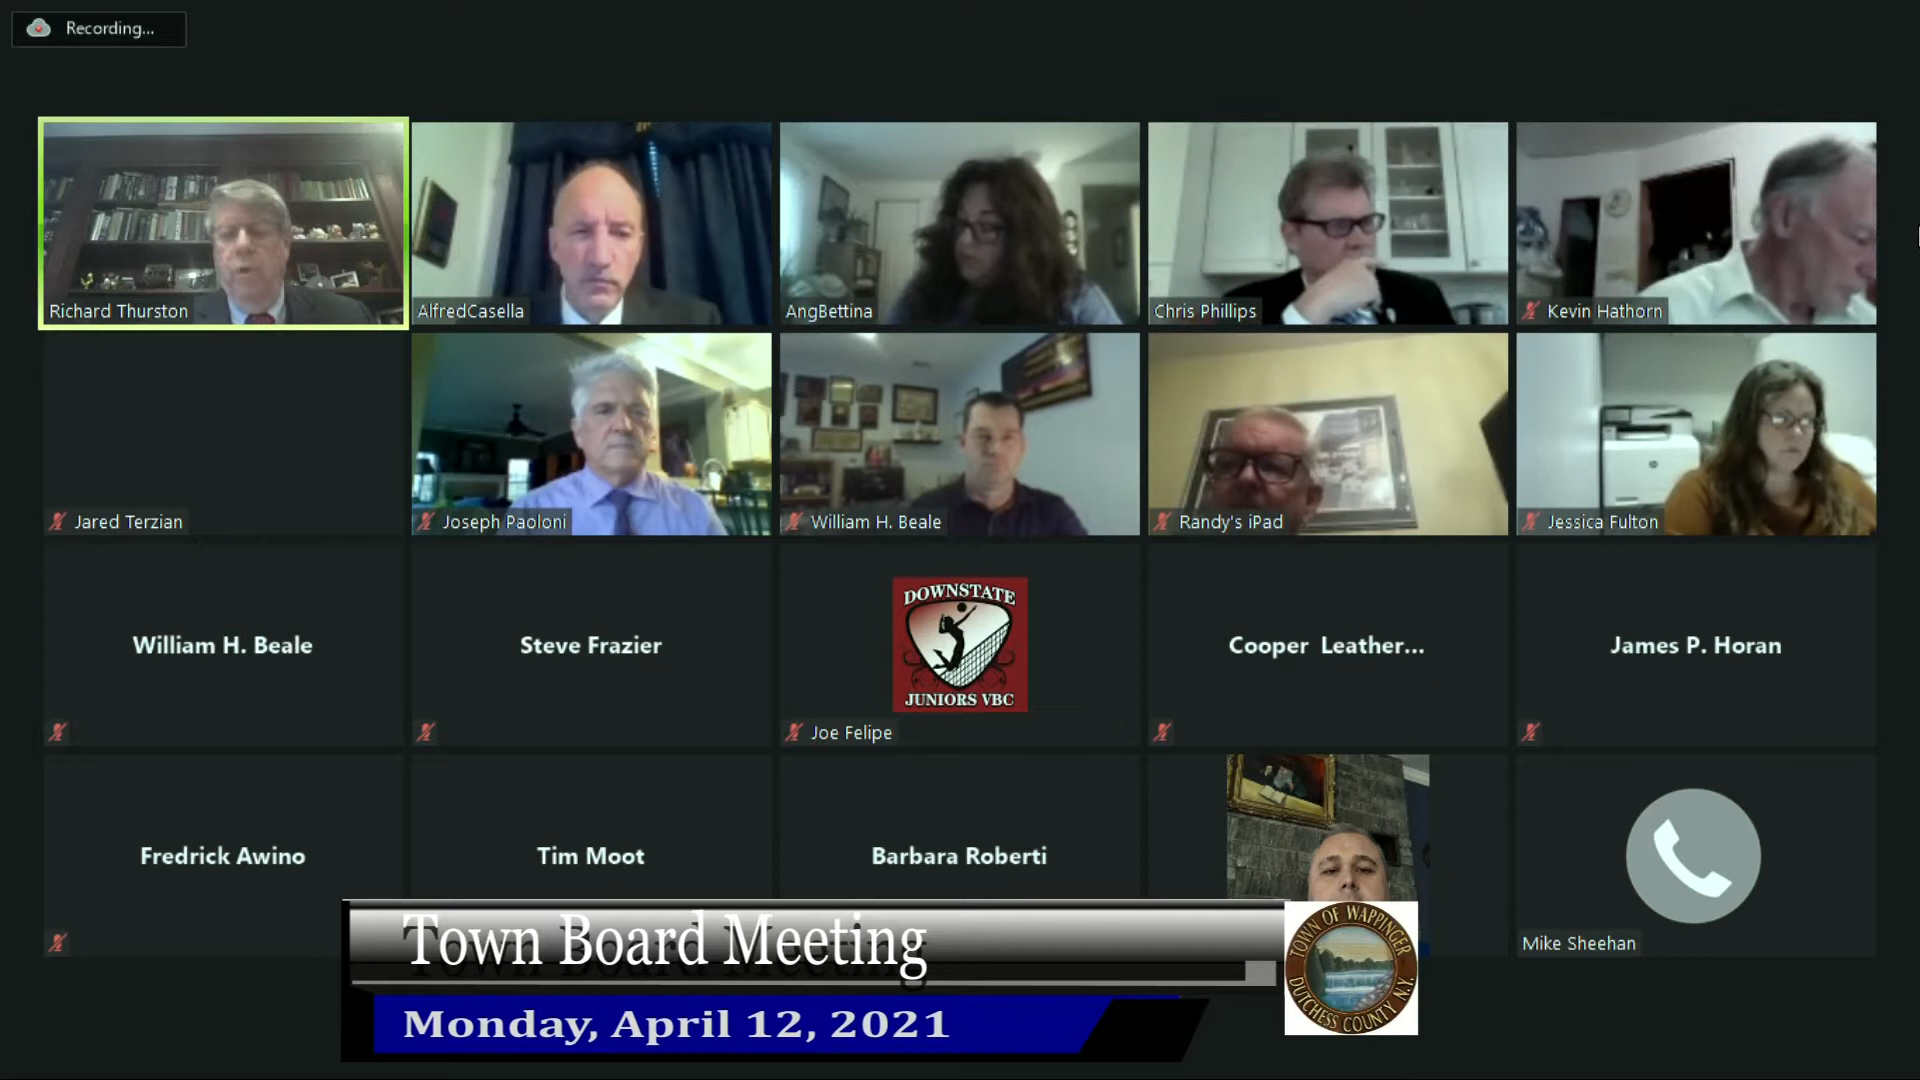 Recording...
Richard Thurston
AlfredCasella
AngBettina
Chris Phillips
Kevin Hathorn
Jared Terzian
Joseph Paoloni
William H. Beale
Randy's iPad
Jessica Fulton
William H. Beale
Steve Frazier
DOWNSTATE
JUNIORS VBC
Joe Felipe
Cooper Leather...
James P. Horan
Fredrick Awino
Tim Moot
Barbara Roberti
Mike Sheehan
Town Board Meeting
Monday, April 12, 2021
TOWN OF WAPPINGER
DUTCHESS COUNTY N.Y.